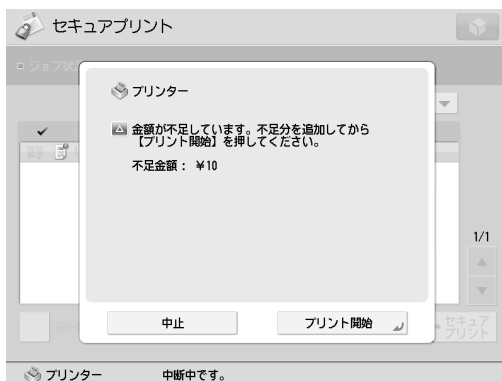 セキュアプリント
プリンター
金額が不足しています。不足分を追加してから
【プリント開始】を押してください。
不足金額： ¥10
1/1
中止
プリント開始
セキュア
プリント
プリンター 中断中です。